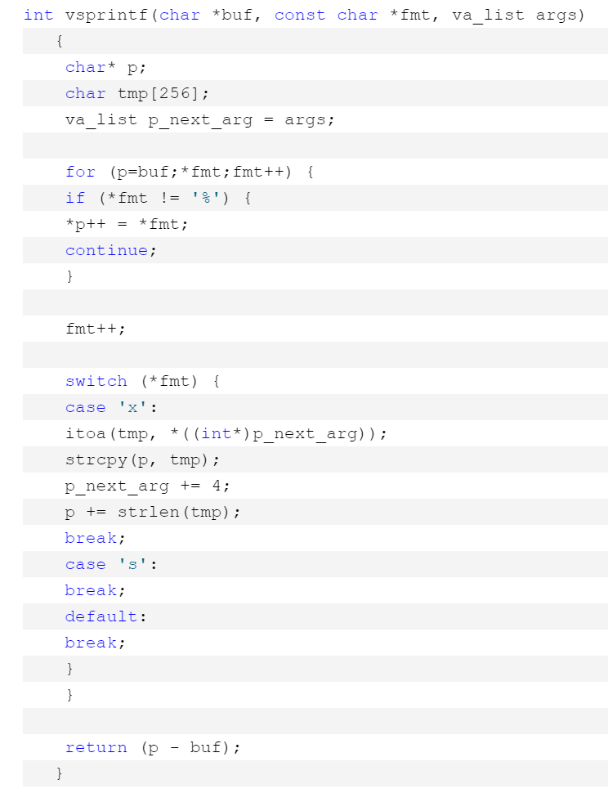 int vsprintf(char *buf, const char *fmt, va_list args)
{
char* p;
char tmp[256];
va_list p_next_arg = args;
for (p=buf;*fmt;fmt++) {
if (*fmt != '%') {
*p++ = *fmt;
continue;
}
fmt++;
switch (*fmt) {
case 'x':
itoa(tmp, *((int*)p_next_arg));
strcpy(p, tmp);
p_next_arg += 4;
p += strlen(tmp);
break;
case 's':
break;
default:
break;
}
}
return (p - buf);
}